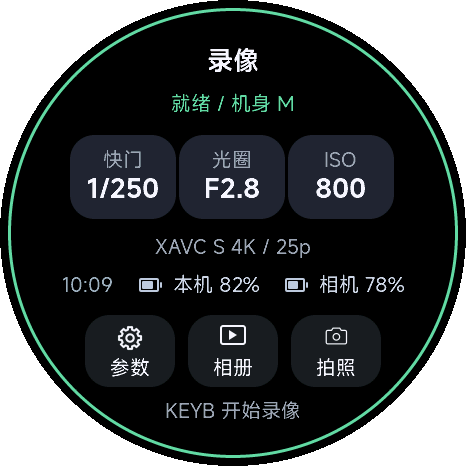 录像
就绪 / 机身 M
快门 光圈 ISO
1/250 F2.8 800
XAVC S 4K / 25p
10:09 本机 82% 相机 78%
参数 相册 拍照
KEYB 开始录像